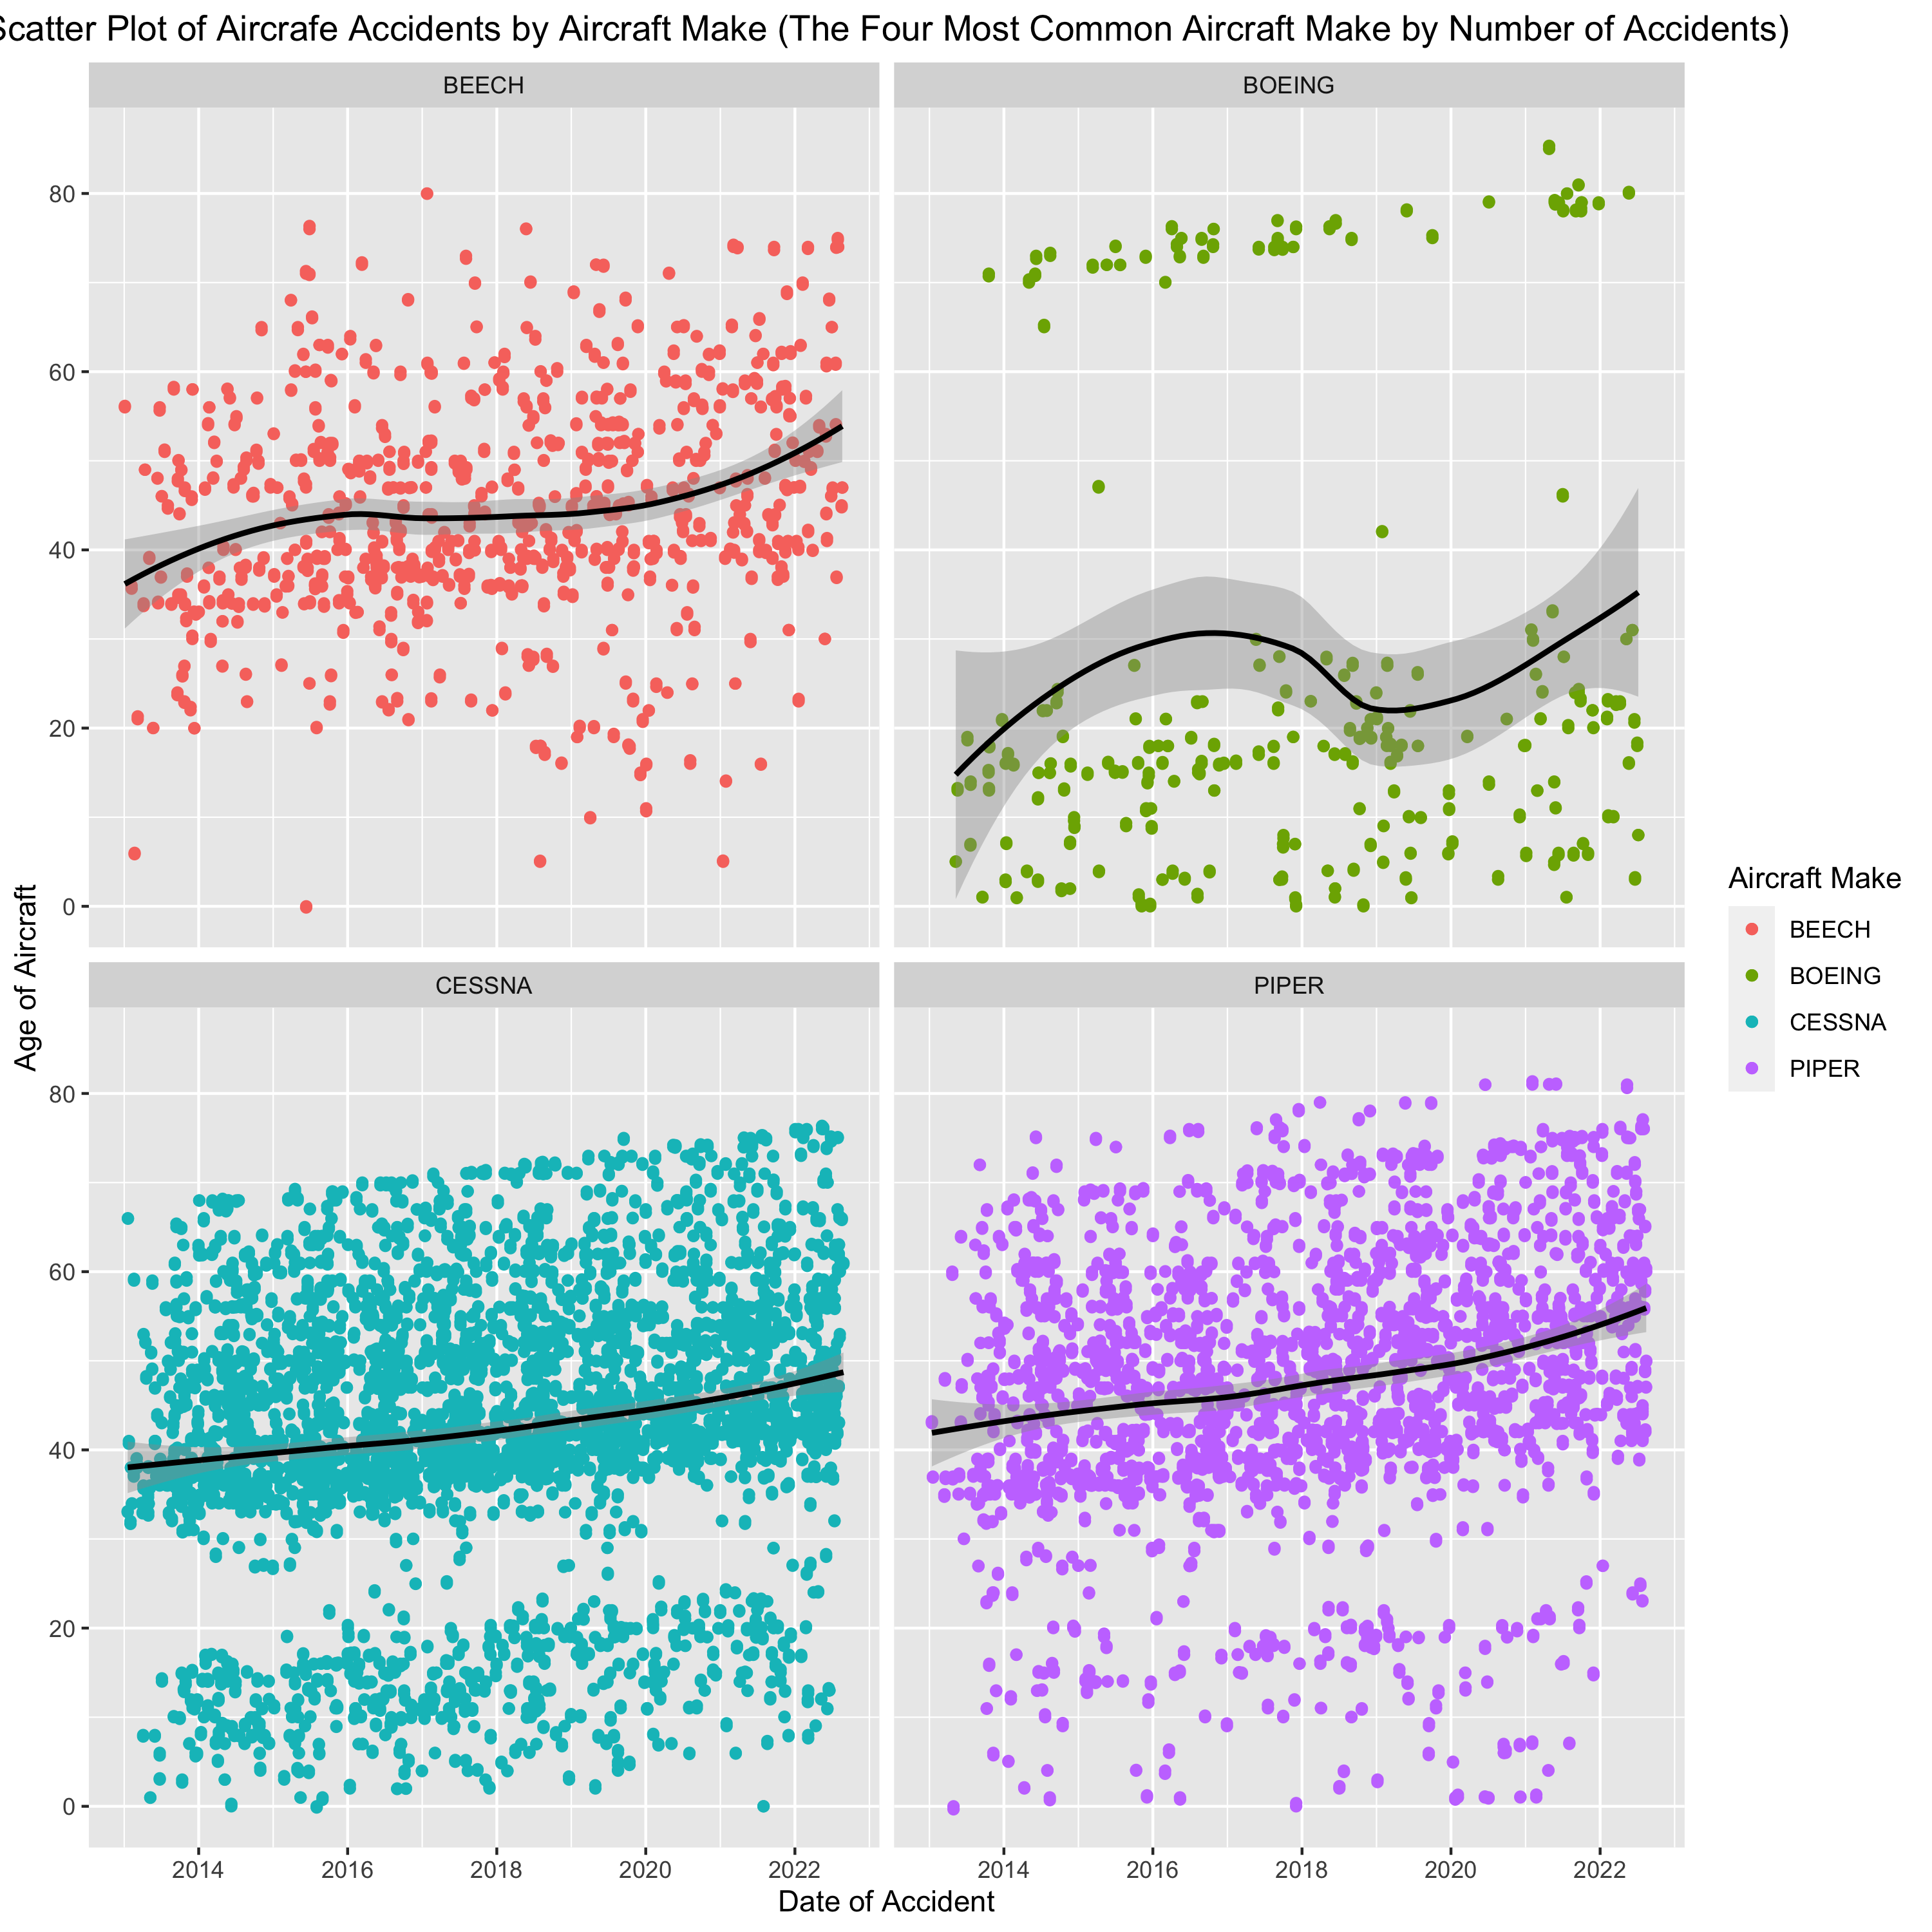 Scatter Plot of Aircrafe Accidents by Aircraft Make (The Four Most Common Aircraft Make by Number of Accidents)
BEECH
BOEING
80
60
40
20
0
CESSNA
PIPER
80
60
40
20
0
2014 2016 2018 2020 2022
2014 2016 2018 2020 2022
Date of Accident
Age of Aircraft
Aircraft Make
BEECH
BOEING
CESSNA
PIPER